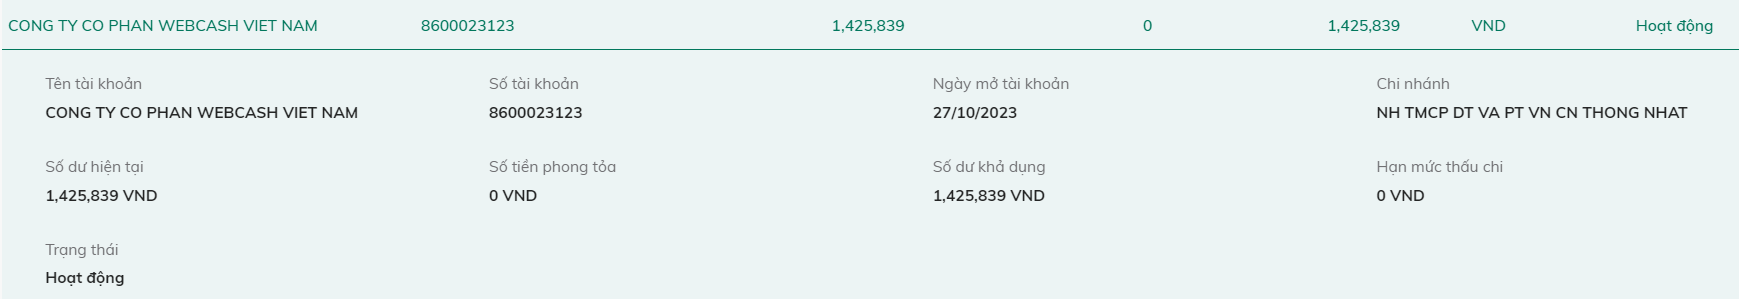 CONG TY CO PHAN WEBCASH VIET NAM 8600023123 1,425,839 0 1,425,839 VND Hoạt động
Tên tài khoản Số tài khoản Ngày mở tài khoản Chi nhánh
CONG TY CO PHAN WEBCASH VIET NAM 8600023123 27/10/2023 NH TMCP DT VA PT VN CN THONG NHAT
Số dư hiện tại Số tiền phong tỏa Số dư khả dụng Hạn mức thấu chi
1,425,839 VND 0 VND 1,425,839 VND 0 VND
Trạng thái
Hoạt động